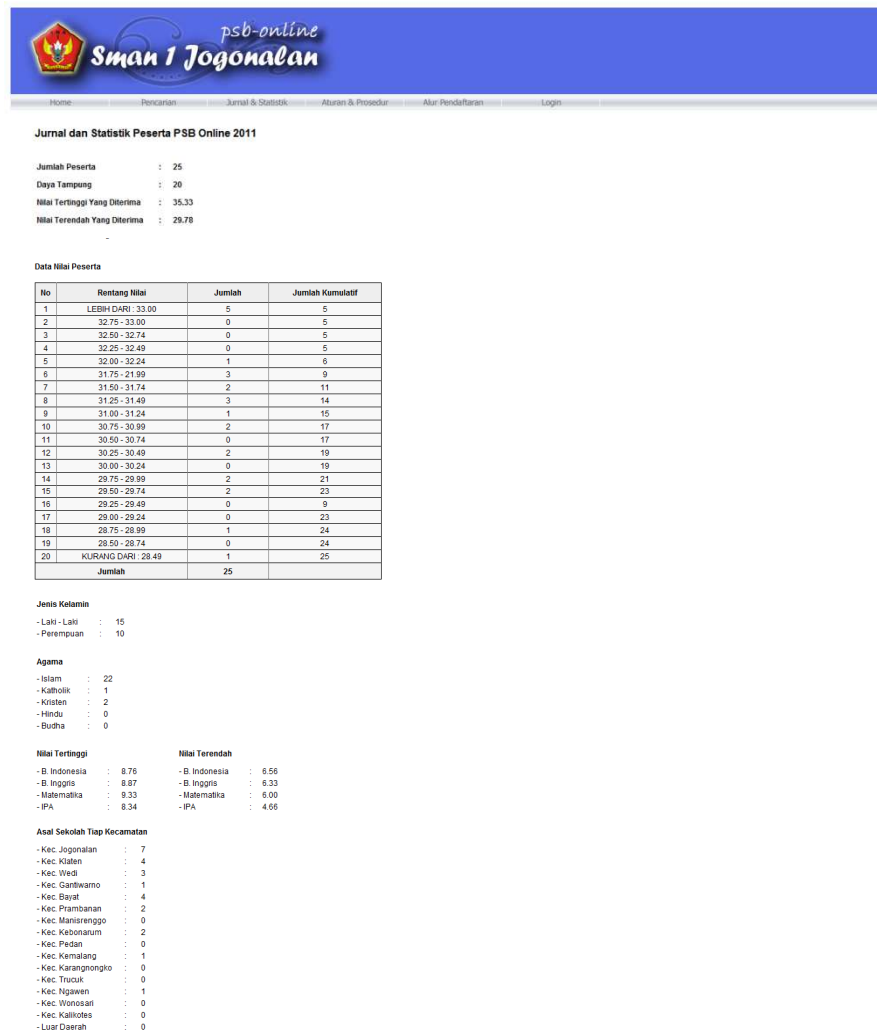 psb-online
Sman 1 Jogonalan
Home Pencarian Jurnal & Statistik Aturan & Prosedur Alur Pendaftaran Login
Jurnal dan Statistik Peserta PSB Online 2011
Jumlah Peserta : 25
Daya Tampung : 20
Nilai Tertinggi Yang Diterima : 35.33
Nilai Terendah Yang Diterima : 29.78
-
Data Nilai Peserta
No Rentang Nilai Jumlah Jumlah Kumulatif
1 LEBIH DARI : 33.00 5 5
2 32.75 - 33.00 0 5
3 32.50 - 32.74 0 5
4 32.25 - 32.49 0 5
5 32.00 - 32.24 1 6
6 31.75 - 21.99 3 9
7 31.50 - 31.74 2 11
8 31.25 - 31.49 3 14
9 31.00 - 31.24 1 15
10 30.75 - 30.99 2 17
11 30.50 - 30.74 0 17
12 30.25 - 30.49 2 19
13 30.00 - 30.24 0 19
14 29.75 - 29.99 2 21
15 29.50 - 29.74 2 23
16 29.25 - 29.49 0 9
17 29.00 - 29.24 0 23
18 28.75 - 28.99 1 24
19 28.50 - 28.74 0 24
20 KURANG DARI : 28.49 1 25
Jumlah 25
Jenis Kelamin
- Laki - Laki : 15
- Perempuan : 10
Agama
- Islam : 22
- Katholik : 1
- Kristen : 2
- Hindu : 0
- Budha : 0
Nilai Tertinggi Nilai Terendah
- B. Indonesia : 8.76 - B. Indonesia : 6.56
- B. Inggris : 8.87 - B. Inggris : 6.33
- Matematika : 9.33 - Matematika : 6.00
- IPA : 8.34 - IPA : 4.66
Asal Sekolah Tiap Kecamatan
- Kec. Jogonalan : 7
- Kec. Klaten : 4
- Kec. Wedi : 3
- Kec. Gantiwarno : 1
- Kec. Bayat : 4
- Kec. Prambanan : 2
- Kec. Manisrenggo : 0
- Kec. Kebonarum : 2
- Kec. Pedan : 0
- Kec. Kemalang : 1
- Kec. Karangnongko : 0
- Kec. Trucuk : 0
- Kec. Ngawen : 1
- Kec. Wonosari : 0
- Kec. Kalikotes : 0
- Luar Daerah : 0